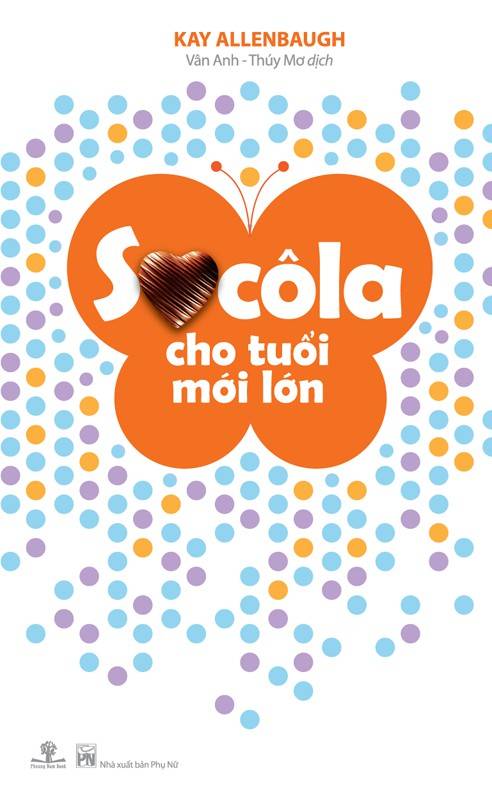 KAY ALLENBAUGH
Vân Anh - Thúy Mơ dịch
Socôla
cho tuổi
mới lớn
Phuong Nam Book
PN
Nhà xuất bản Phụ Nữ